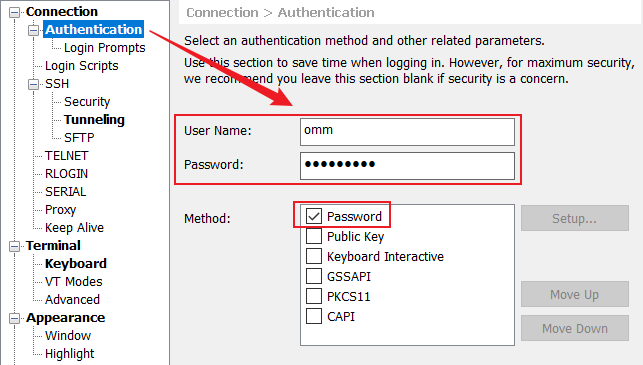 Connection
Authentication
Login Prompts
Login Scripts
SSH
Security
Tunneling
SFTP
TELNET
RLOGIN
SERIAL
Proxy
Keep Alive
Terminal
Keyboard
VT Modes
Advanced
Appearance
Window
Highlight
Connection > Authentication
Select an authentication method and other related parameters.
Use this section to save time when logging in. However, for maximum security,
we recommend you leave this section blank if security is a concern.
User Name: omm
Password: ●●●●●●●●●
Method:
Password
Public Key
Keyboard Interactive
GSSAPI
PKCS11
CAPI
Setup...
Move Up
Move Down